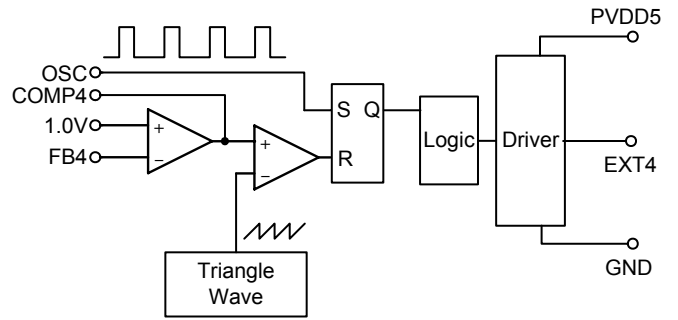 PVDD5
OSC
COMP4
1.0V
FB4
+
−
+
−
S Q
R
Logic
Driver
EXT4
GND
Triangle
Wave